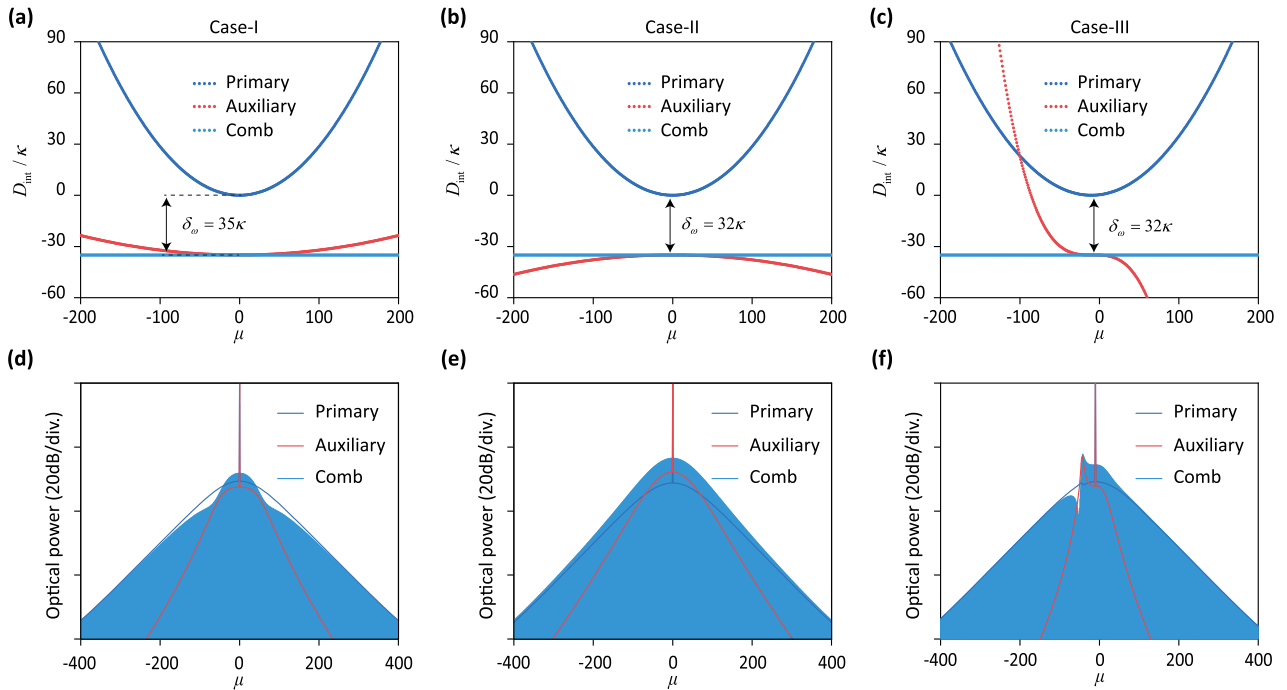 (a)
Case-I
90
60
30
0
-30
-60
D_int / κ
Primary
Auxiliary
Comb
δ_ω = 35κ
-200 -100 0 100 200
μ
(b)
Case-II
90
60
30
0
-30
-60
D_int / κ
Primary
Auxiliary
Comb
δ_ω = 32κ
-200 -100 0 100 200
μ
(c)
Case-III
90
60
30
0
-30
-60
D_int / κ
Primary
Auxiliary
Comb
δ_ω = 32κ
-200 -100 0 100 200
μ
(d)
Optical power (20dB/div.)
Primary
Auxiliary
Comb
-400 -200 0 200 400
μ
(e)
Optical power (20dB/div.)
Primary
Auxiliary
Comb
-400 -200 0 200 400
μ
(f)
Optical power (20dB/div.)
Primary
Auxiliary
Comb
-400 -200 0 200 400
μ